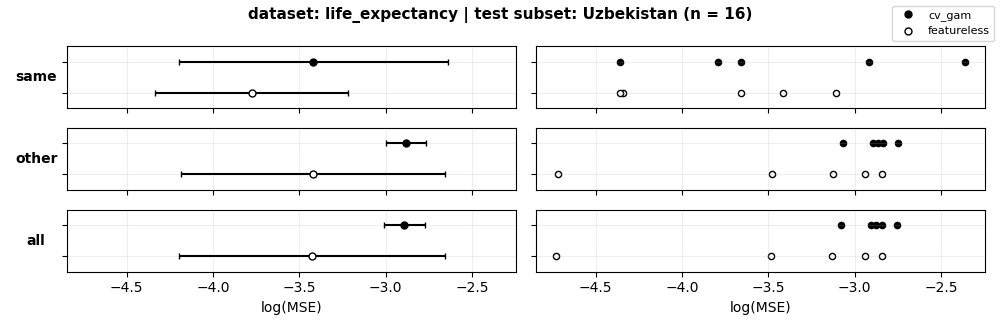 dataset: life_expectancy | test subset: Uzbekistan (n = 16)
cv_gam
featureless
same
other
all
−4.5 −4.0 −3.5 −3.0 −2.5
−4.5 −4.0 −3.5 −3.0 −2.5
log(MSE)
log(MSE)